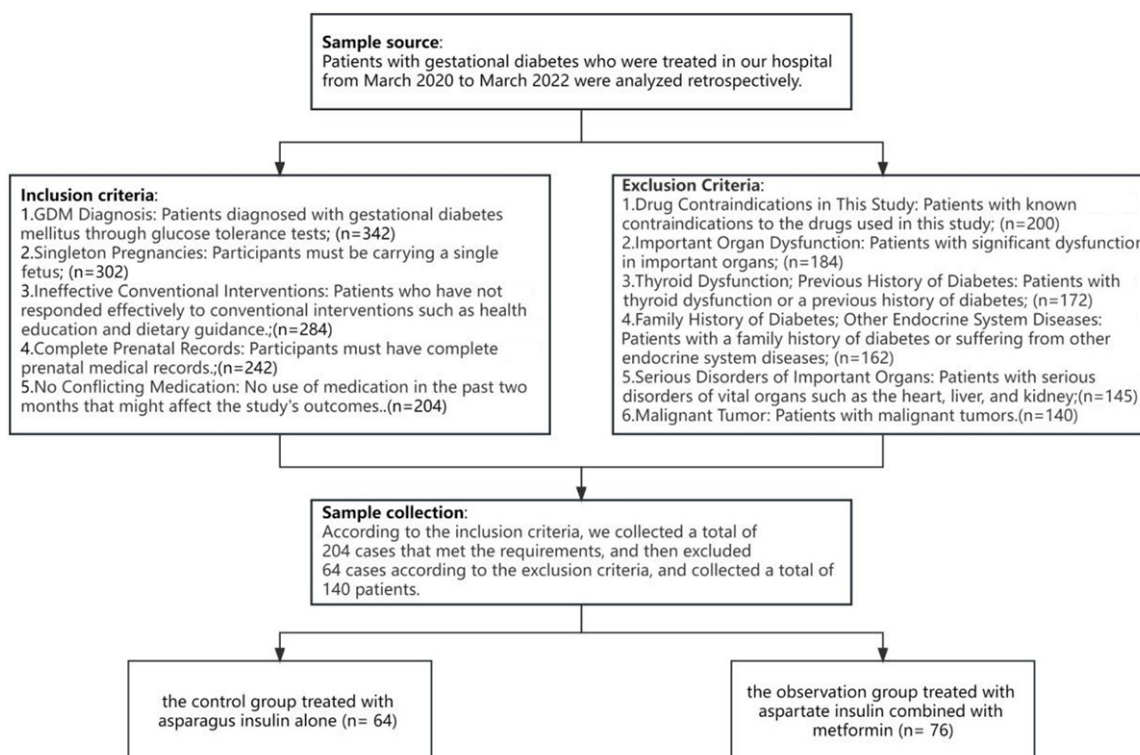 Sample source:
Patients with gestational diabetes who were treated in our hospital
from March 2020 to March 2022 were analyzed retrospectively.
Inclusion criteria:
1.GDM Diagnosis: Patients diagnosed with gestational diabetes
mellitus through glucose tolerance tests; (n=342)
2.Singleton Pregnancies: Participants must be carrying a single
fetus; (n=302)
3.Ineffective Conventional Interventions: Patients who have not
responded effectively to conventional interventions such as health
education and dietary guidance.;(n=284)
4.Complete Prenatal Records: Participants must have complete
prenatal medical records.;(n=242)
5.No Conflicting Medication: No use of medication in the past two
months that might affect the study's outcomes..(n=204)
Exclusion Criteria:
1.Drug Contraindications in This Study: Patients with known
contraindications to the drugs used in this study; (n=200)
2.Important Organ Dysfunction: Patients with significant dysfunction
in important organs; (n=184)
3.Thyroid Dysfunction; Previous History of Diabetes: Patients with
thyroid dysfunction or a previous history of diabetes; (n=172)
4.Family History of Diabetes; Other Endocrine System Diseases:
Patients with a family history of diabetes or suffering from other
endocrine system diseases; (n=162)
5.Serious Disorders of Important Organs: Patients with serious
disorders of vital organs such as the heart, liver, and kidney;(n=145)
6.Malignant Tumor: Patients with malignant tumors.(n=140)
Sample collection:
According to the inclusion criteria, we collected a total of
204 cases that met the requirements, and then excluded
64 cases according to the exclusion criteria, and collected a total of
140 patients.
the control group treated with
asparagus insulin alone (n= 64)
the observation group treated with
aspartate insulin combined with
metformin (n= 76)